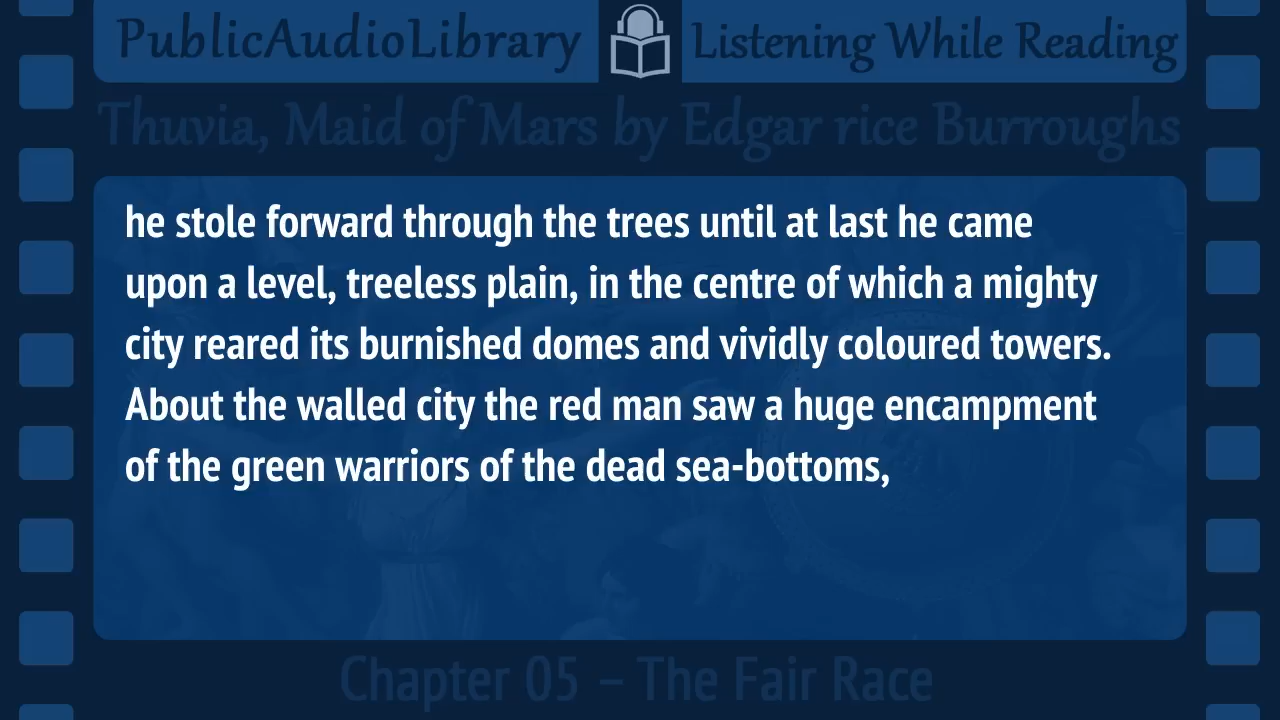 PublicAudioLibrary Listening While Reading
Thuvia, Maid of Mars by Edgar rice Burroughs
he stole forward through the trees until at last he came
upon a level, treeless plain, in the centre of which a mighty
city reared its burnished domes and vividly coloured towers.
About the walled city the red man saw a huge encampment
of the green warriors of the dead sea-bottoms,
Chapter 05 – The Fair Race